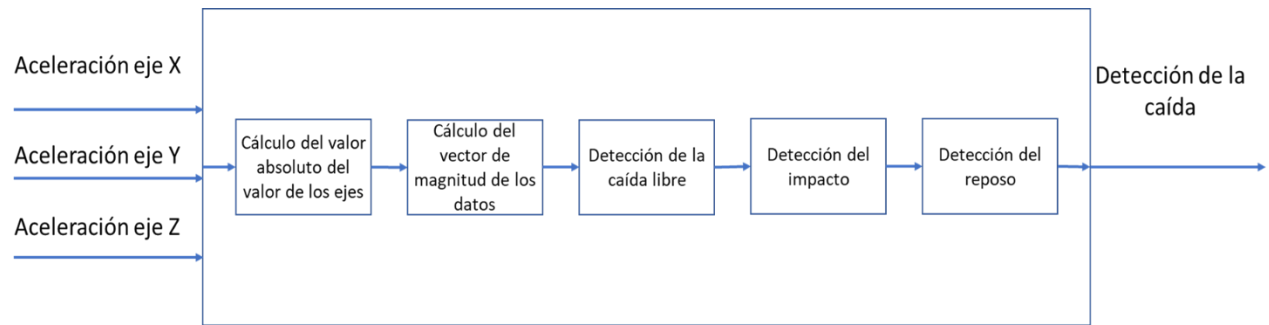 Aceleración eje X
Aceleración eje Y
Aceleración eje Z
Cálculo del valor
absoluto del
valor de los ejes
Cálculo del
vector de
magnitud de los
datos
Detección de la
caída libre
Detección del
impacto
Detección del
reposo
Detección de la
caída